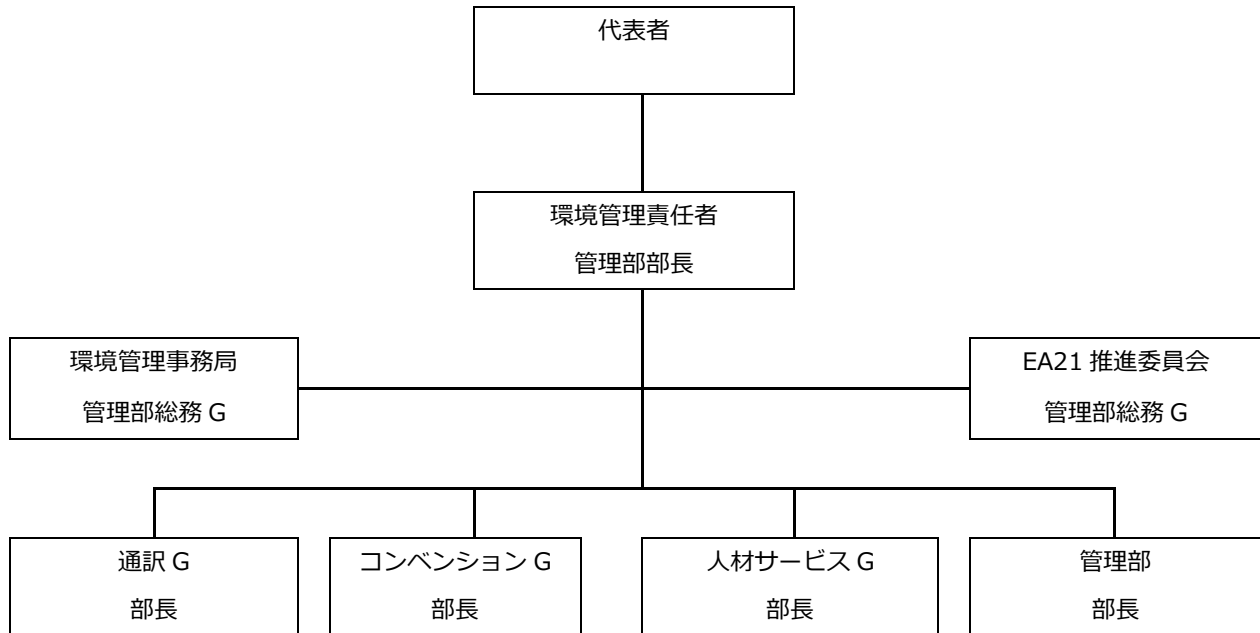 代表者
環境管理責任者
管理部部長
環境管理事務局
管理部総務 G
EA21 推進委員会
管理部総務 G
通訳 G
部長
コンベンション G
部長
人材サービス G
部長
管理部
部長